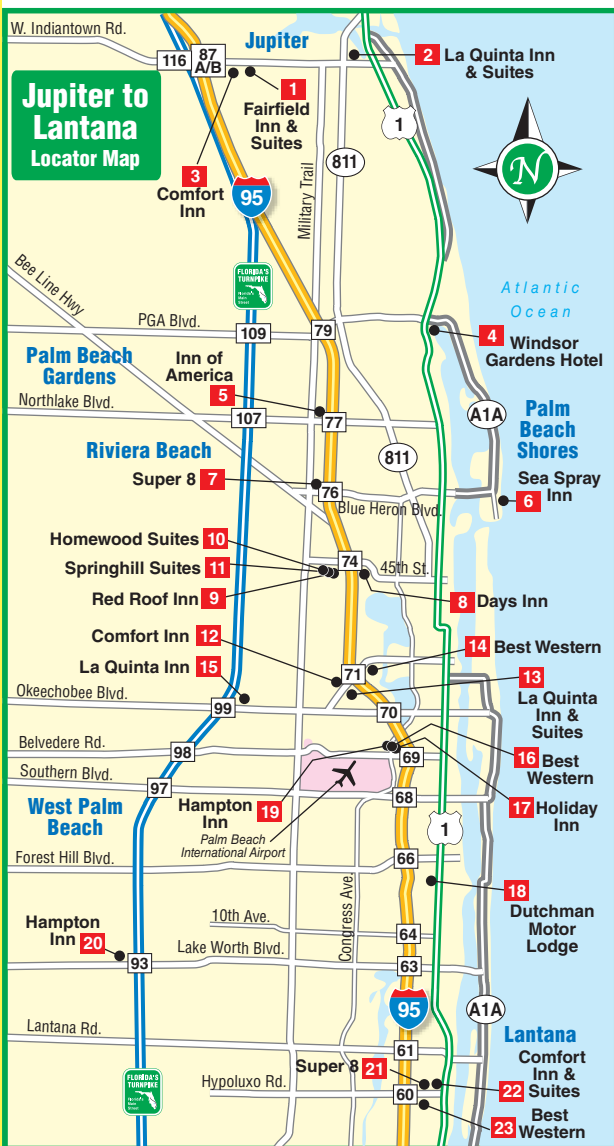 W. Indiantown Rd.
Jupiter
116
87
A/B
2 La Quinta Inn
& Suites
Jupiter to
Lantana
Locator Map
1
Fairfield
Inn &
Suites
1
N
811
Military Trail
3
Comfort
Inn
95
Bee Line Hwy
FLORIDA'S
TURNPIKE
Atlantic
Ocean
PGA Blvd.
109
79
4
Windsor
Gardens Hotel
Palm Beach
Gardens
Inn of
America
5
Northlake Blvd.
107
77
A1A
Palm
Beach
Shores
Riviera Beach
811
Super 8 7
76
Blue Heron Blvd.
Sea Spray
Inn
6
Homewood Suites 10
Springhill Suites 11
Red Roof Inn 9
74
45th St.
8 Days Inn
Comfort Inn 12
14 Best Western
La Quinta Inn 15
71
13
La Quinta
Inn &
Suites
Okeechobee Blvd.
99
70
Belvedere Rd.
98
69
16 Best
Western
Southern Blvd.
97
68
17 Holiday
Inn
West Palm
Beach
Hampton
Inn
19
Palm Beach
International Airport
1
Forest Hill Blvd.
66
Congress Ave.
18
Dutchman
Motor
Lodge
10th Ave.
64
Hampton
Inn 20
Lake Worth Blvd.
93
63
95
A1A
Lantana Rd.
61
Lantana
Super 8 21
Comfort
Inn &
22 Suites
FLORIDA'S
TURNPIKE
Hypoluxo Rd.
60
23 Best
Western